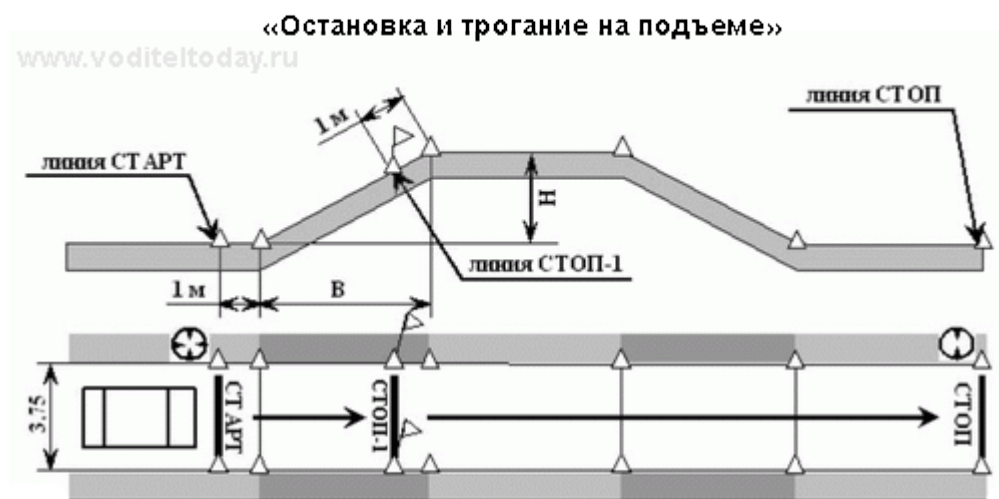 «Остановка и трогание на подъеме»
www.voditeltoday.ru
линия СТОП
1 м
линия СТАРТ
H
линия СТОП-1
1 м
B
3.75
СТАРТ
СТОП-1
СТОП